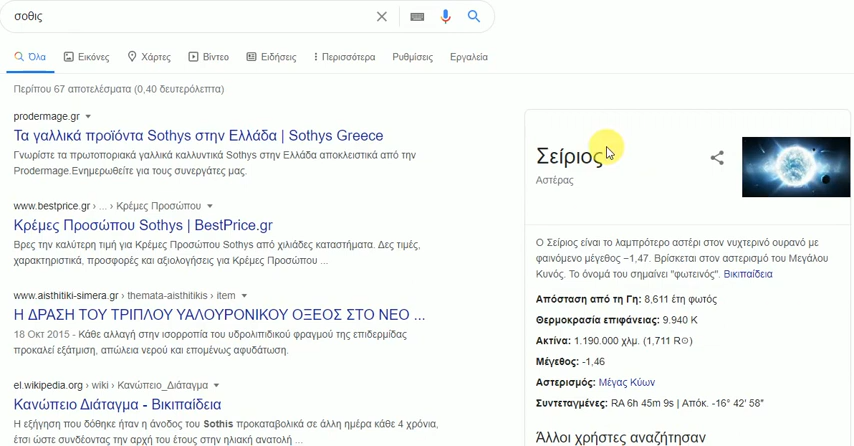 σοθις
Όλα Εικόνες Χάρτες Βίντεο Ειδήσεις Περισσότερα Ρυθμίσεις Εργαλεία
Περίπου 67 αποτελέσματα (0,40 δευτερόλεπτα)
prodermage.gr
Τα γαλλικά προϊόντα Sothys στην Ελλάδα | Sothys Greece
Γνωρίστε τα πρωτοποριακά γαλλικά καλλυντικά Sothys στην Ελλάδα αποκλειστικά από την
Prodermage.Ενημερωθείτε για τους συνεργάτες μας.
www.bestprice.gr › ... › Κρέμες Προσώπου
Κρέμες Προσώπου Sothys | BestPrice.gr
Βρες την καλύτερη τιμή για Κρέμες Προσώπου Sothys από χιλιάδες καταστήματα. Δες τιμές,
χαρακτηριστικά, προσφορές και αξιολογήσεις για Κρέμες Προσώπου ...
www.aisthitiki-simera.gr › themata-aisthitikis › item
Η ΔΡΑΣΗ ΤΟΥ ΤΡΙΠΛΟΥ ΥΑΛΟΥΡΟΝΙΚΟΥ ΟΞΕΟΣ ΣΤΟ ΝΕΟ ...
18 Οκτ 2015 - Κάθε αλλαγή στην ισορροπία του υδρολιπιδικού φραγμού της επιδερμίδας
προκαλεί εξάτμιση, απώλεια νερού και επομένως αφυδάτωση.
el.wikipedia.org › wiki › Κανώπειο_Διάταγμα
Κανώπειο Διάταγμα - Βικιπαίδεια
Η εξήγηση που δόθηκε ήταν η άνοδος του Sothis προκαταβολικά σε άλλη ημέρα κάθε 4 χρόνια,
έτσι ώστε συνδέοντας την αρχή του έτους στην ηλιακή ανατολή ...
Σείριος
Αστέρας
Ο Σείριος είναι το λαμπρότερο αστέρι στον νυχτερινό ουρανό με
φαινόμενο μέγεθος −1,47. Βρίσκεται στον αστερισμό του Μεγάλου
Κυνός. Το όνομά του σημαίνει "φωτεινός". Βικιπαίδεια
Απόσταση από τη Γη: 8,611 έτη φωτός
Θερμοκρασία επιφάνειας: 9.940 K
Ακτίνα: 1.190.000 χλμ. (1,711 R☉)
Μέγεθος: -1,46
Αστερισμός: Μέγας Κύων
Συντεταγμένες: RA 6h 45m 9s | Απόκ. -16° 42' 58"
Άλλοι χρήστες αναζήτησαν